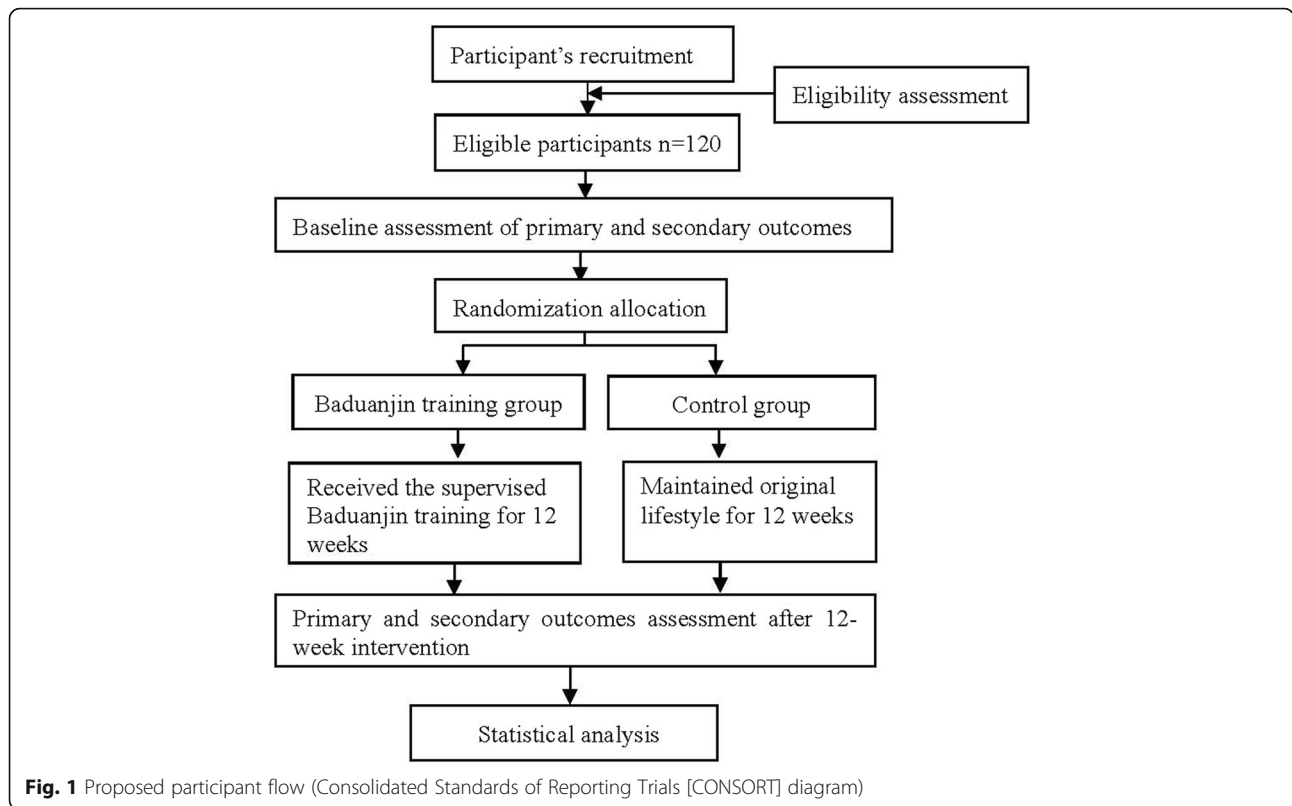 Participant's recruitment
Eligibility assessment
Eligible participants n=120
Baseline assessment of primary and secondary outcomes
Randomization allocation
Baduanjin training group
Control group
Received the supervised
Baduanjin training for 12
weeks
Maintained original
lifestyle for 12 weeks
Primary and secondary outcomes assessment after 12-
week intervention
Statistical analysis
Fig. 1 Proposed participant flow (Consolidated Standards of Reporting Trials [CONSORT] diagram)